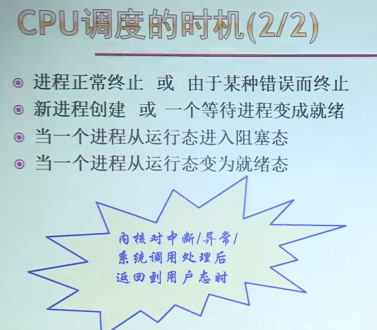 CPU调度的时机(2/2)
进程正常终止 或 由于某种错误而终止
新进程创建 或 一个等待进程变成就绪
当一个进程从运行态进入阻塞态
当一个进程从运行态变为就绪态
内核对中断/异常/
系统调用处理后
返回到用户态时